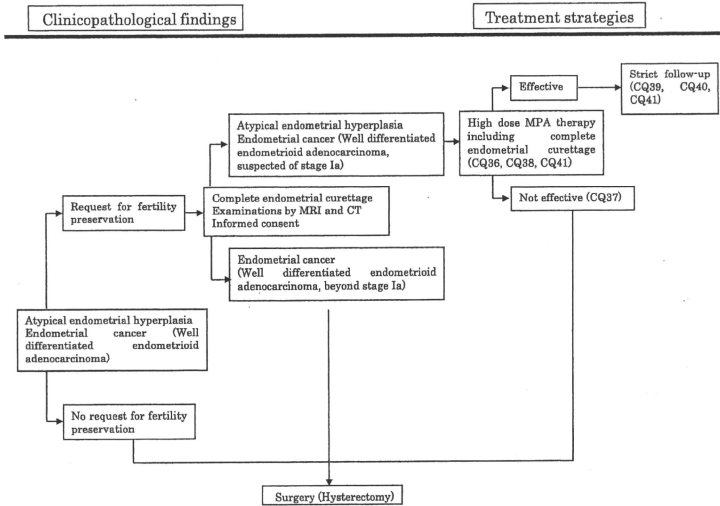 Clinicopathological findings
Treatment strategies
Effective
Strict follow-up
(CQ39, CQ40,
CQ41)
Atypical endometrial hyperplasia
Endometrial cancer (Well differentiated
endometrioid adenocarcinoma,
suspected of stage Ia)
High dose MPA therapy
including complete
endometrial curettage
(CQ36, CQ38, CQ41)
Request for fertility
preservation
Complete endometrial curettage
Examinations by MRI and CT
Informed consent
Not effective (CQ37)
Endometrial cancer
(Well differentiated endometrioid
adenocarcinoma, beyond stage Ia)
Atypical endometrial hyperplasia
Endometrial cancer (Well
differentiated endometrioid
adenocarcinoma)
No request for fertility
preservation
Surgery (Hysterectomy)